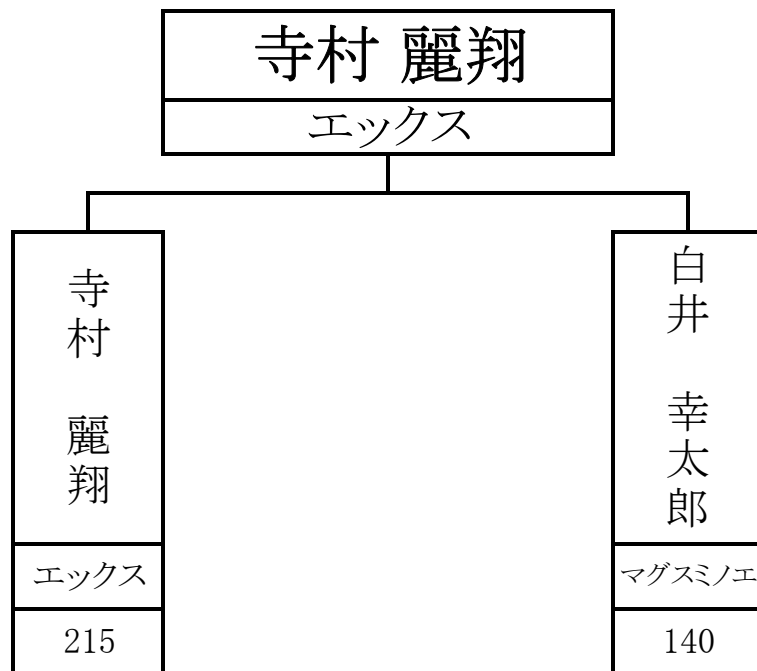 寺村 麗翔
エックス
寺村 麗翔
エックス
215
白井 幸太郎
マグスミノエ
140